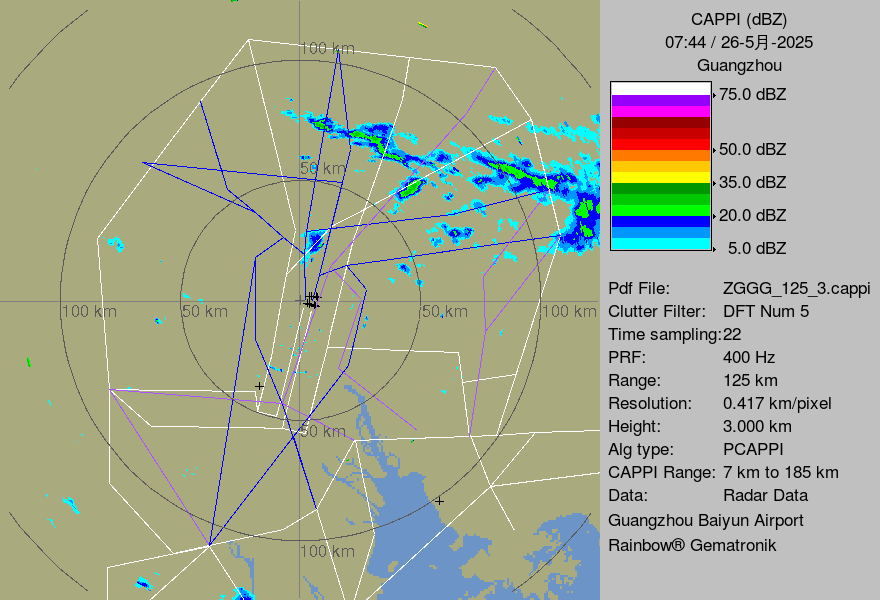 CAPPI (dBZ)
07:44 / 26-5月-2025
Guangzhou
75.0 dBZ
50.0 dBZ
35.0 dBZ
20.0 dBZ
5.0 dBZ
Pdf File: ZGGG_125_3.cappi
Clutter Filter: DFT Num 5
Time sampling:22
PRF: 400 Hz
Range: 125 km
Resolution: 0.417 km/pixel
Height: 3.000 km
Alg type: PCAPPI
CAPPI Range: 7 km to 185 km
Data: Radar Data
Guangzhou Baiyun Airport
Rainbow® Gematronik
100 km
50 km
100 km
50 km
50 km
100 km
50 km
100 km